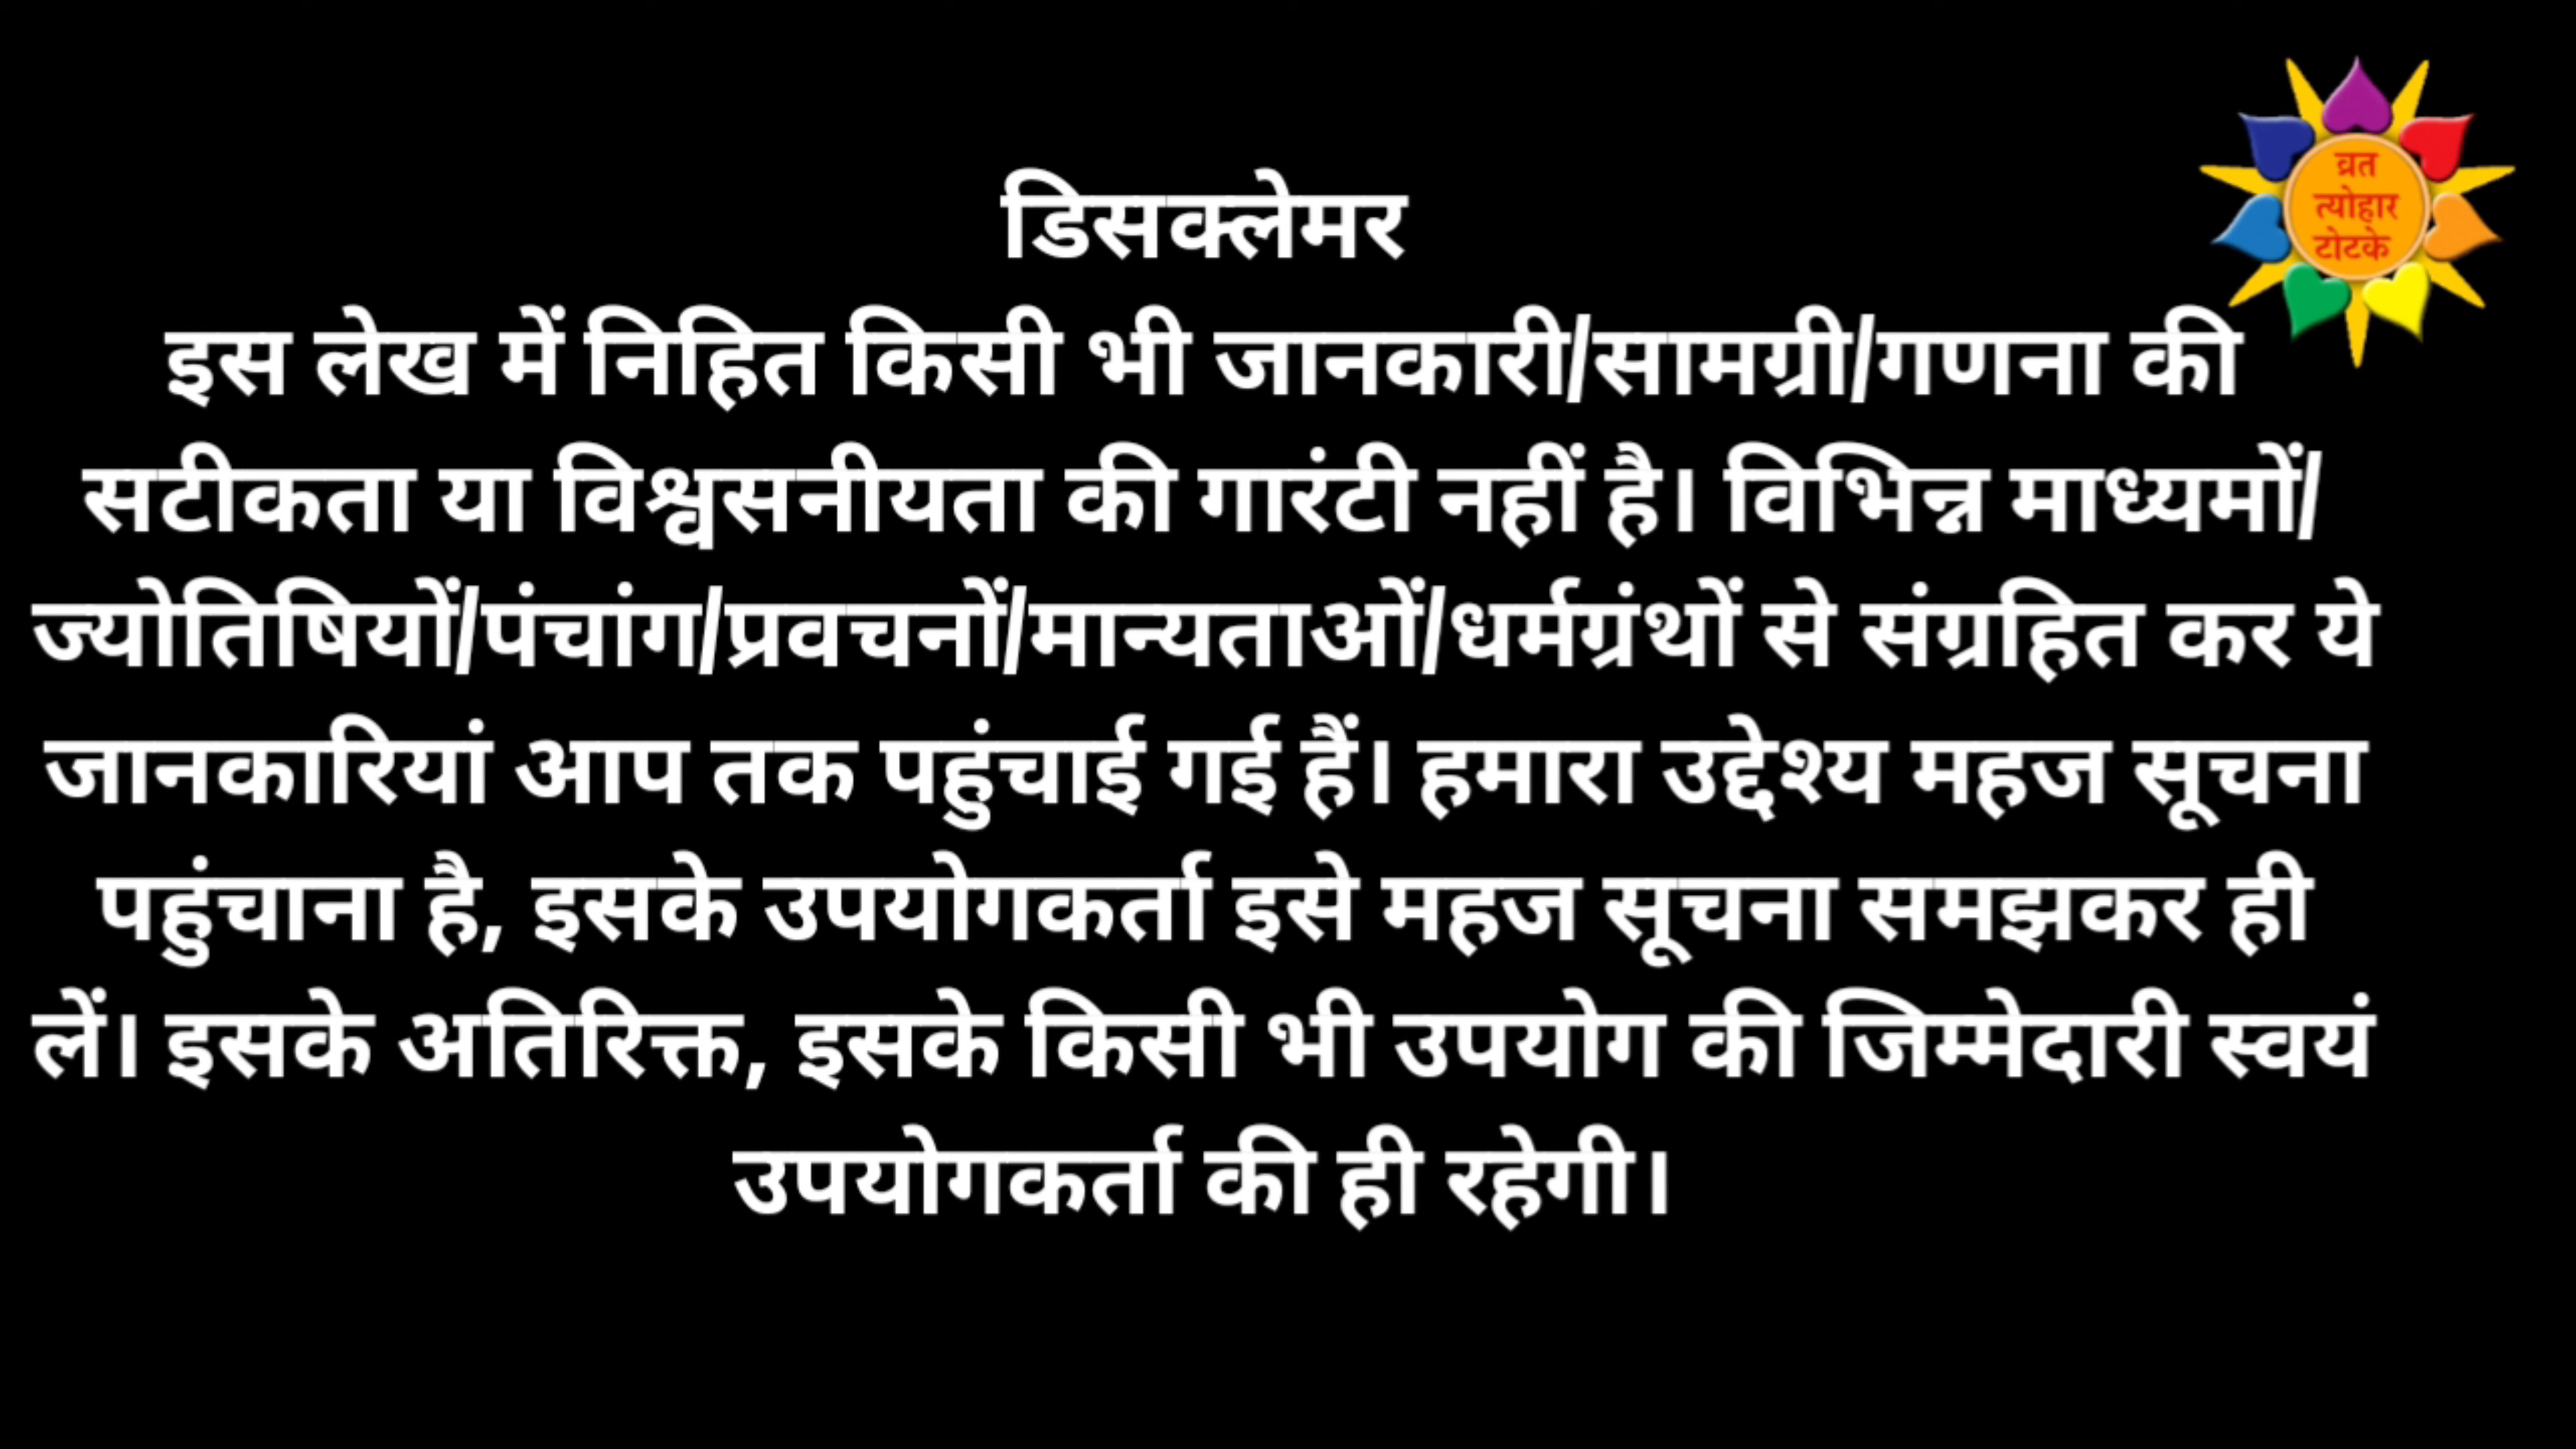 व्रत
त्योहार
टोटके
डिसक्लेमर
इस लेख में निहित किसी भी जानकारी/सामग्री/गणना की
सटीकता या विश्वसनीयता की गारंटी नहीं है। विभिन्न माध्यमों/
ज्योतिषियों/पंचांग/प्रवचनों/मान्यताओं/धर्मग्रंथों से संग्रहित कर ये
जानकारियां आप तक पहुंचाई गई हैं। हमारा उद्देश्य महज सूचना
पहुंचाना है, इसके उपयोगकर्ता इसे महज सूचना समझकर ही
लें। इसके अतिरिक्त, इसके किसी भी उपयोग की जिम्मेदारी स्वयं
उपयोगकर्ता की ही रहेगी।